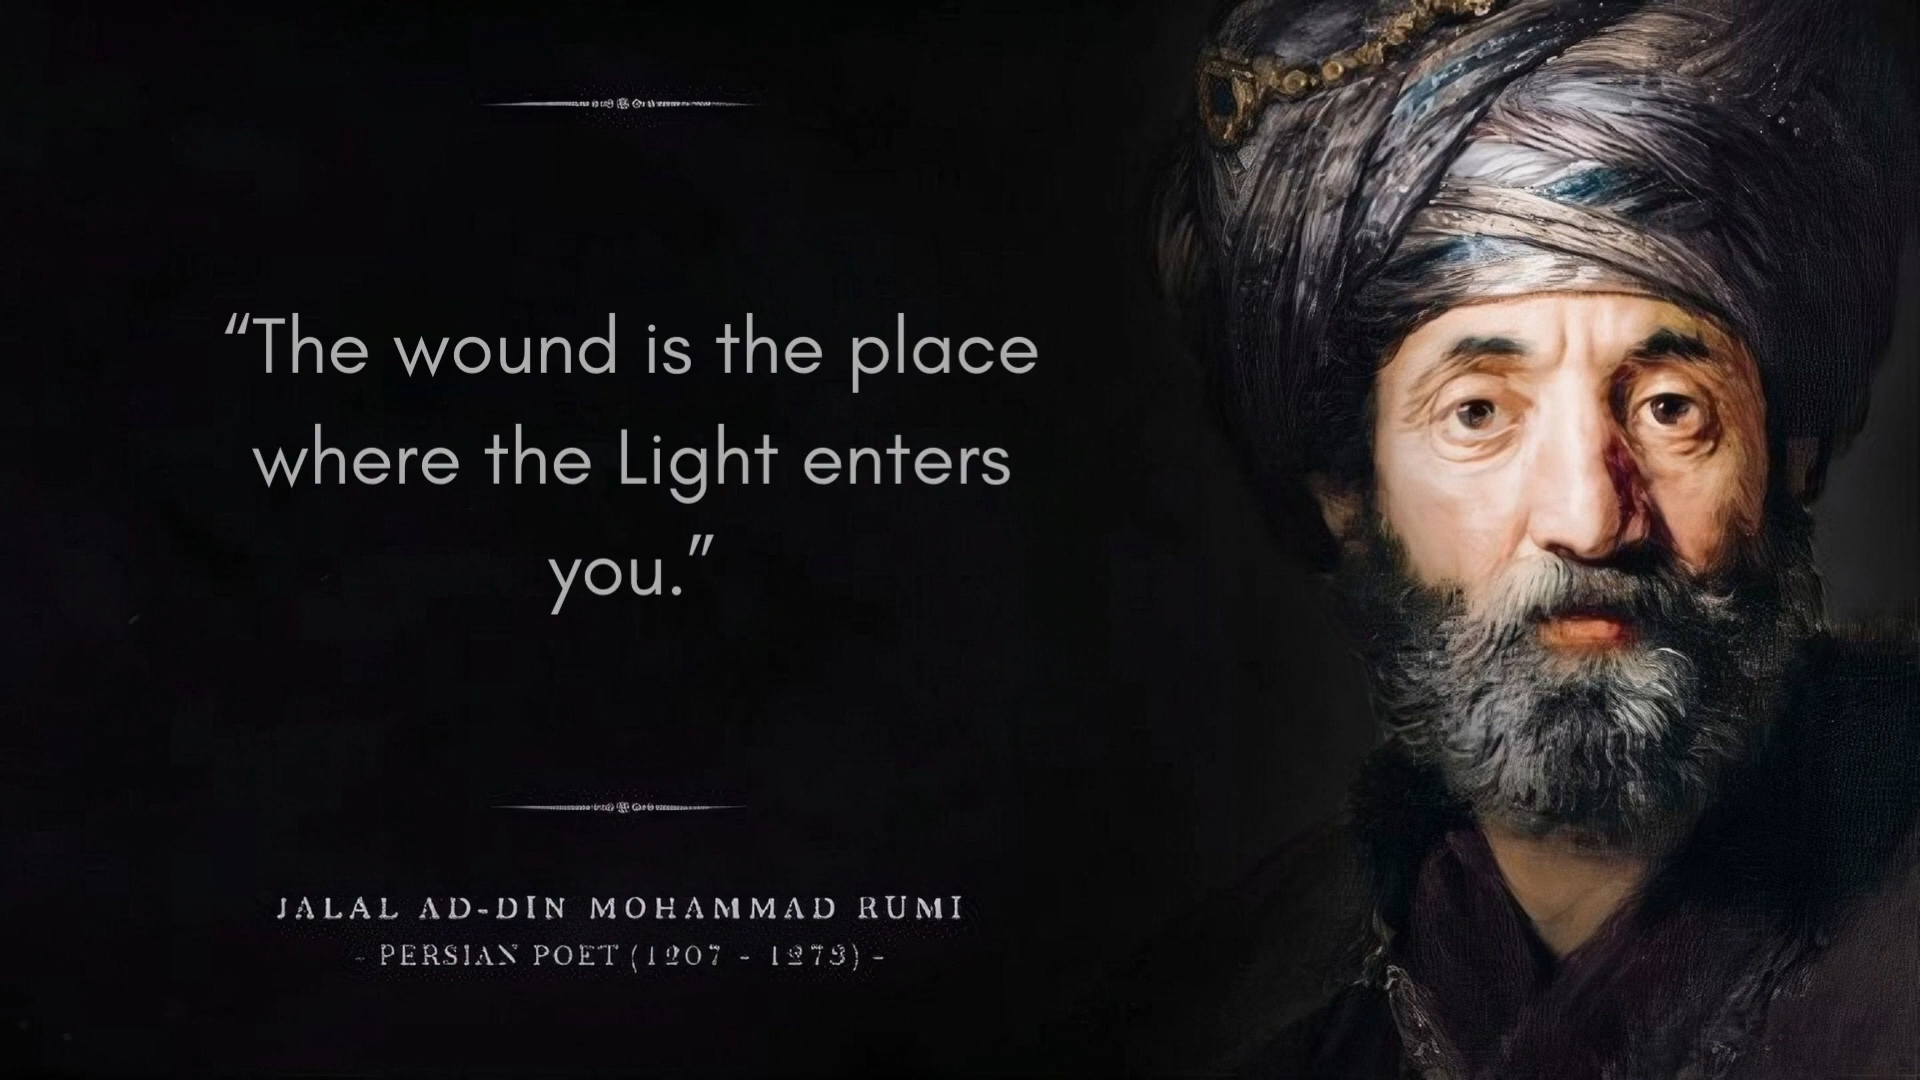 “The wound is the place
where the Light enters
you.”
JALAL AD-DIN MOHAMMAD RUMI
- PERSIAN POET (1207 - 1273) -